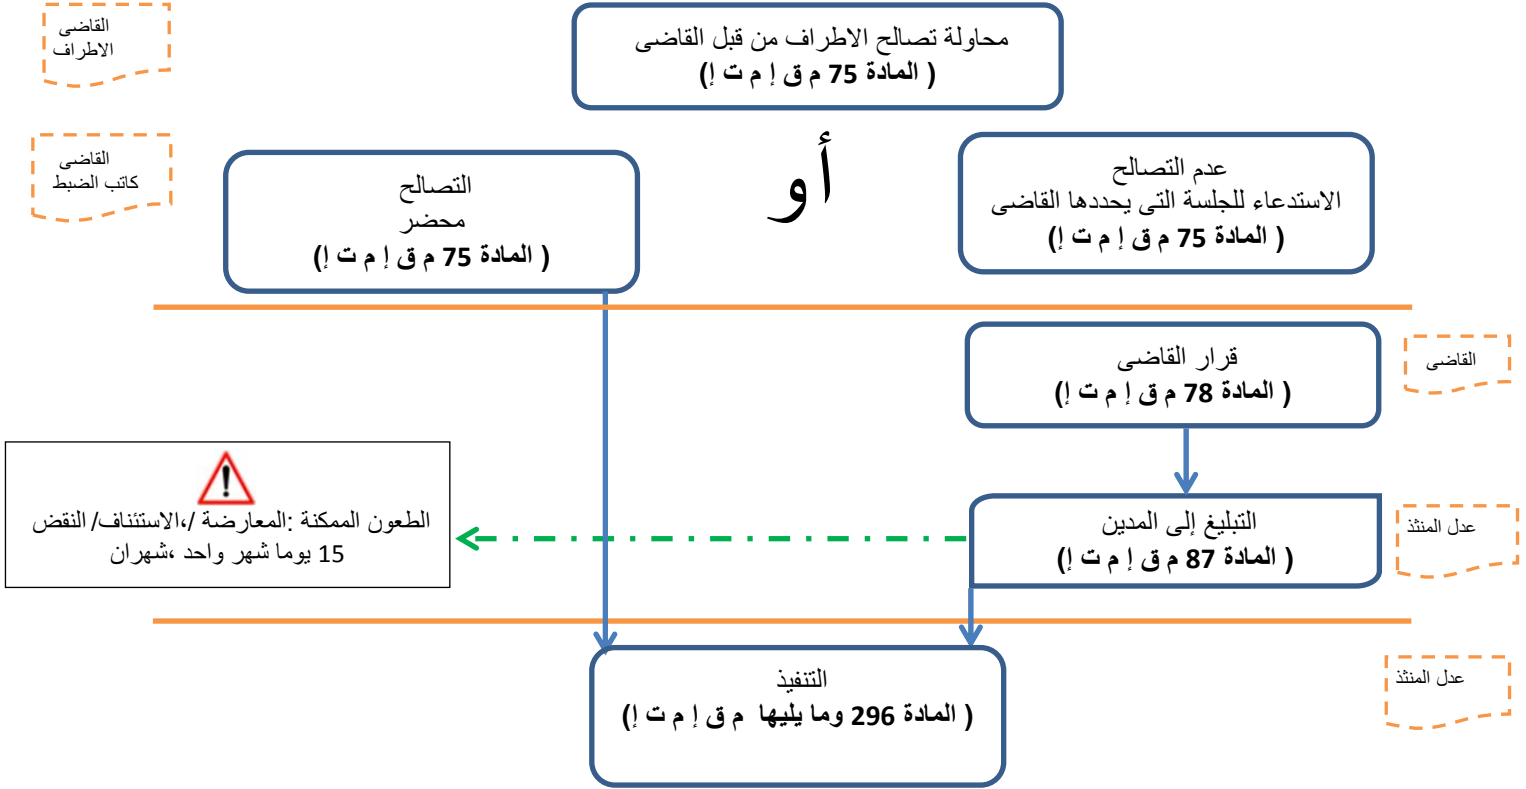 القاضى
الاطراف
محاولة تصالح الاطراف من قبل القاضى
( المادة 75 م ق إ م ت إ)
أو
القاضى
كاتب الضبط
عدم التصالح
الاستدعاء للجلسة التى يحددها القاضى
( المادة 75 م ق إ م ت إ)
التصالح
محضر
( المادة 75 م ق إ م ت إ)
قرار القاضى
( المادة 78 م ق إ م ت إ)
القاضى
التبليغ إلى المدين
( المادة 87 م ق إ م ت إ)
عدل المنثذ
الطعون الممكنة :المعارضة /،الاستئناف/ النقض
15 يوما شهر واحد ،شهران
التنفيذ
( المادة 296 وما يليها م ق إ م ت إ)
عدل المنثذ